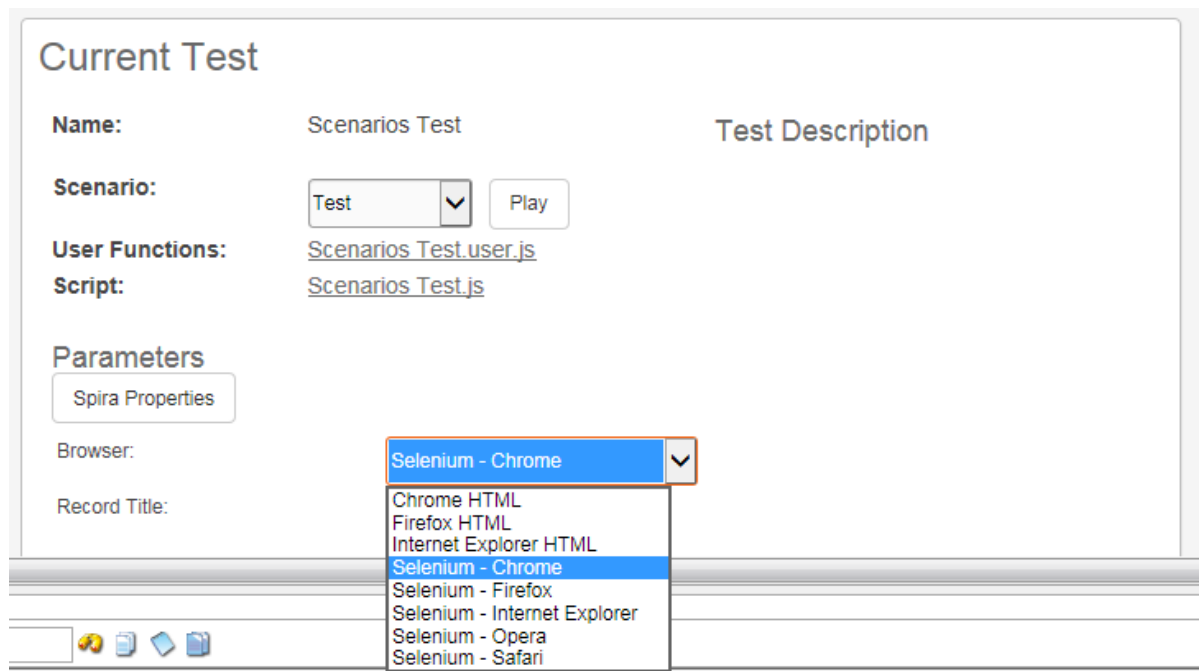 Current Test
Name: Scenarios Test
Test Description
Scenario: Test Play
User Functions: Scenarios Test.user.js
Script: Scenarios Test.js
Parameters
Spira Properties
Browser: Selenium - Chrome
Record Title:
Chrome HTML
Firefox HTML
Internet Explorer HTML
Selenium - Chrome
Selenium - Firefox
Selenium - Internet Explorer
Selenium - Opera
Selenium - Safari